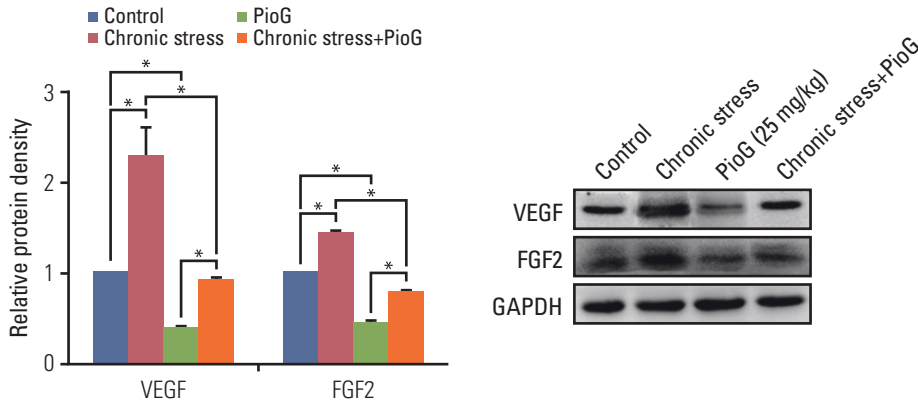 Control
PioG
Chronic stress
Chronic stress+PioG
Relative protein density
3
2
1
0
*
*
*
*
*
*
*
*
VEGF
FGF2
Control
Chronic stress
PioG (25 mg/kg)
Chronic stress+PioG
VEGF
FGF2
GAPDH